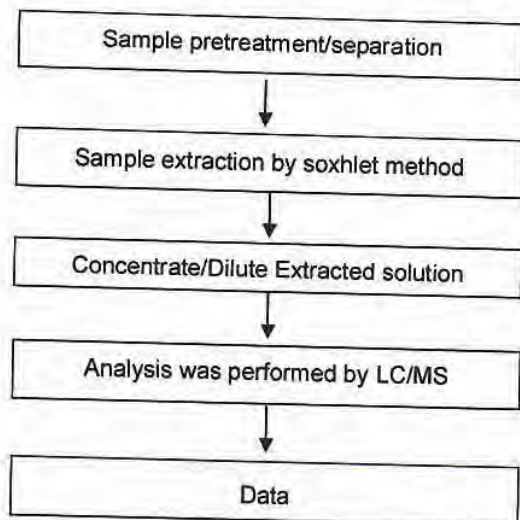 Sample pretreatment/separation
Sample extraction by soxhlet method
Concentrate/Dilute Extracted solution
Analysis was performed by LC/MS
Data